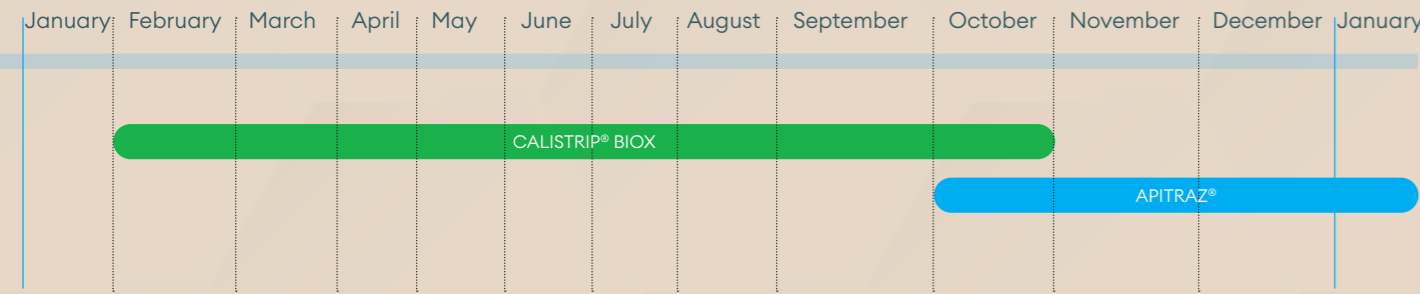 January February March April May June July August September October November December January
CALISTRIP® BIOX
APITRAZ®